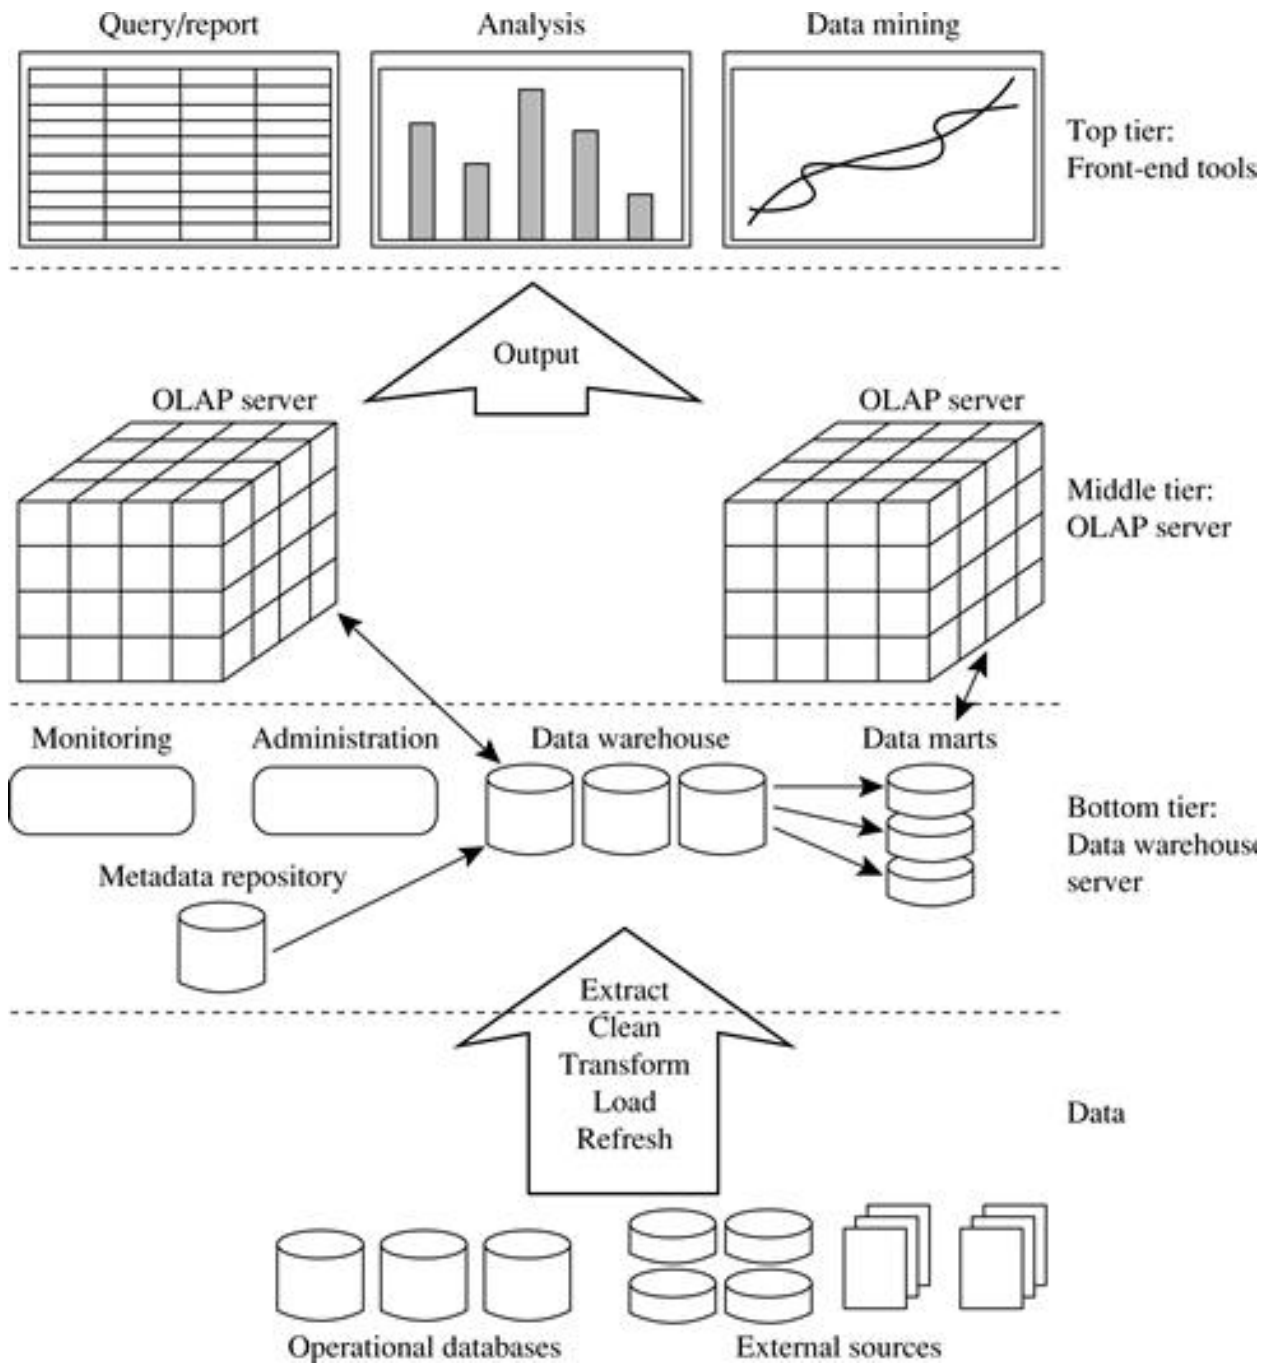 Query/report
Analysis
Data mining
Top tier:
Front-end tools
Output
OLAP server
OLAP server
Middle tier:
OLAP server
Monitoring
Administration
Data warehouse
Data marts
Bottom tier:
Data warehouse
server
Metadata repository
Extract
Clean
Transform
Load
Refresh
Data
Operational databases
External sources